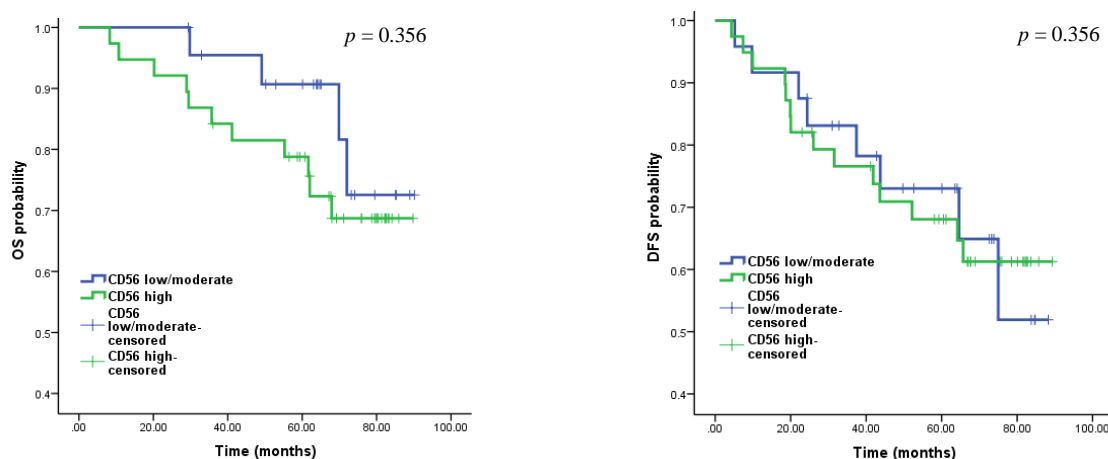 1.0
0.9
0.8
0.7
0.6
0.5
0.4
OS probability
p = 0.356
CD56 low/moderate
CD56 high
CD56
low/moderate-
censored
CD56 high-
censored
.00 20.00 40.00 60.00 80.00 100.00
Time (months)
1.0
0.9
0.8
0.7
0.6
0.5
0.4
DFS probability
p = 0.356
CD56 low/moderate
CD56 high
CD56
low/moderate-
censored
CD56 high-
censored
.00 20.00 40.00 60.00 80.00 100.00
Time (months)